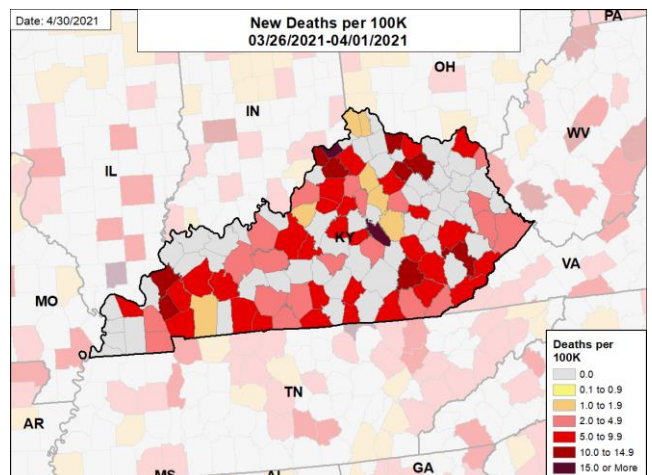 Date: 4/30/2021
New Deaths per 100K
03/26/2021-04/01/2021
PA
OH
IN
WV
IL
KY
VA
MO
TN
AR
MS
AL
GA
Deaths per
100K
0.0
0.1 to 0.9
1.0 to 1.9
2.0 to 4.9
5.0 to 9.9
10.0 to 14.9
15.0 or More